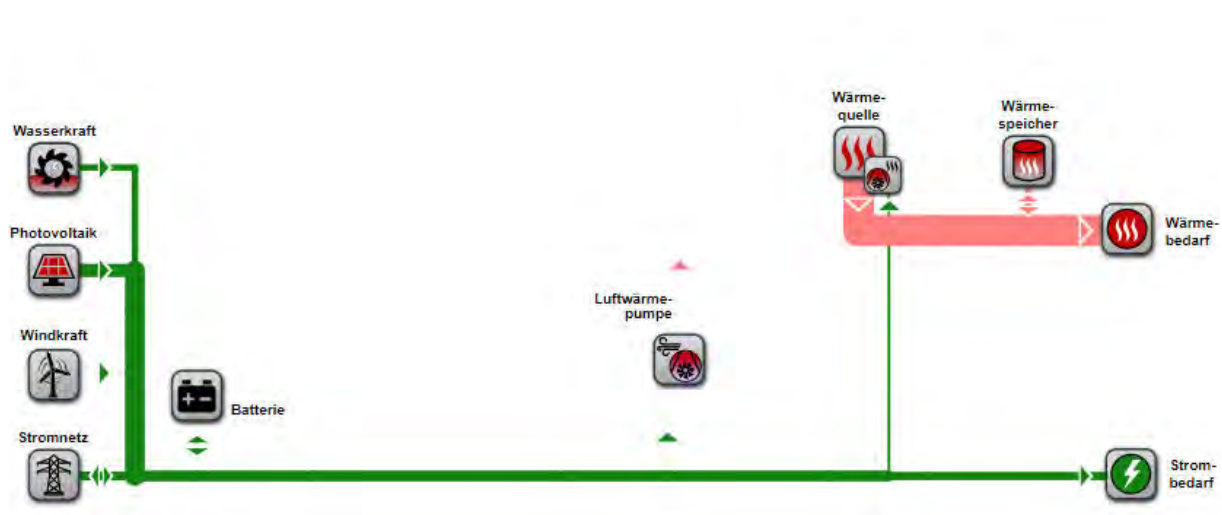 Wärme-
quelle
Wärme-
speicher
Wasserkraft
Photovoltaik
Wärme-
bedarf
Luftwärme-
pumpe
Windkraft
Batterie
Stromnetz
Strom-
bedarf